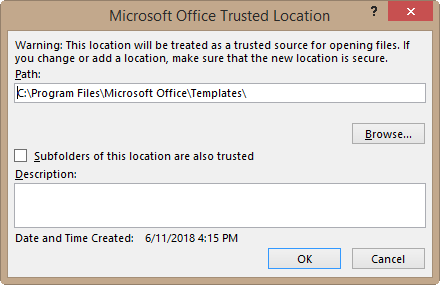 Microsoft Office Trusted Location
?
Warning: This location will be treated as a trusted source for opening files. If
you change or add a location, make sure that the new location is secure.
Path:
C:\Program Files\Microsoft Office\Templates\
Browse...
Subfolders of this location are also trusted
Description:
Date and Time Created: 6/11/2018 4:15 PM
OK Cancel